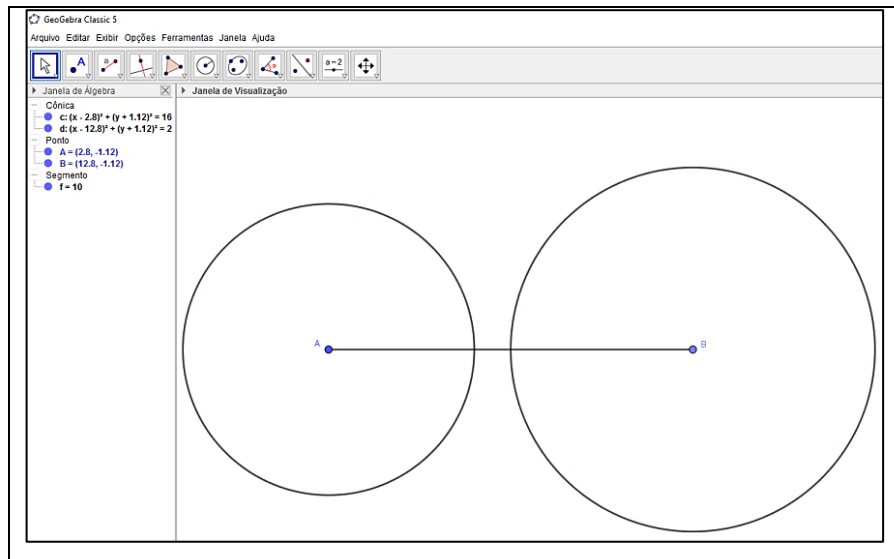 GeoGebra Classic 5
Arquivo Editar Exibir Opções Ferramentas Janela Ajuda
A a a=2
Janela de Álgebra
Janela de Visualização
Cônica
c: (x - 2.8)² + (y + 1.12)² = 16
d: (x - 12.8)² + (y + 1.12)² = 2
Ponto
A = (2.8, -1.12)
B = (12.8, -1.12)
Segmento
f = 10
A
B